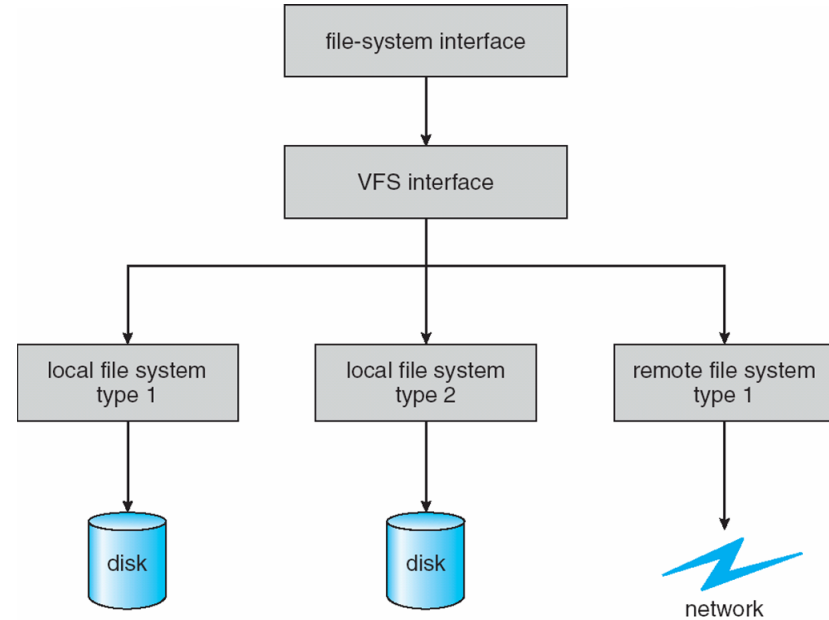 file-system interface
VFS interface
local file system
type 1
local file system
type 2
remote file system
type 1
disk
disk
network